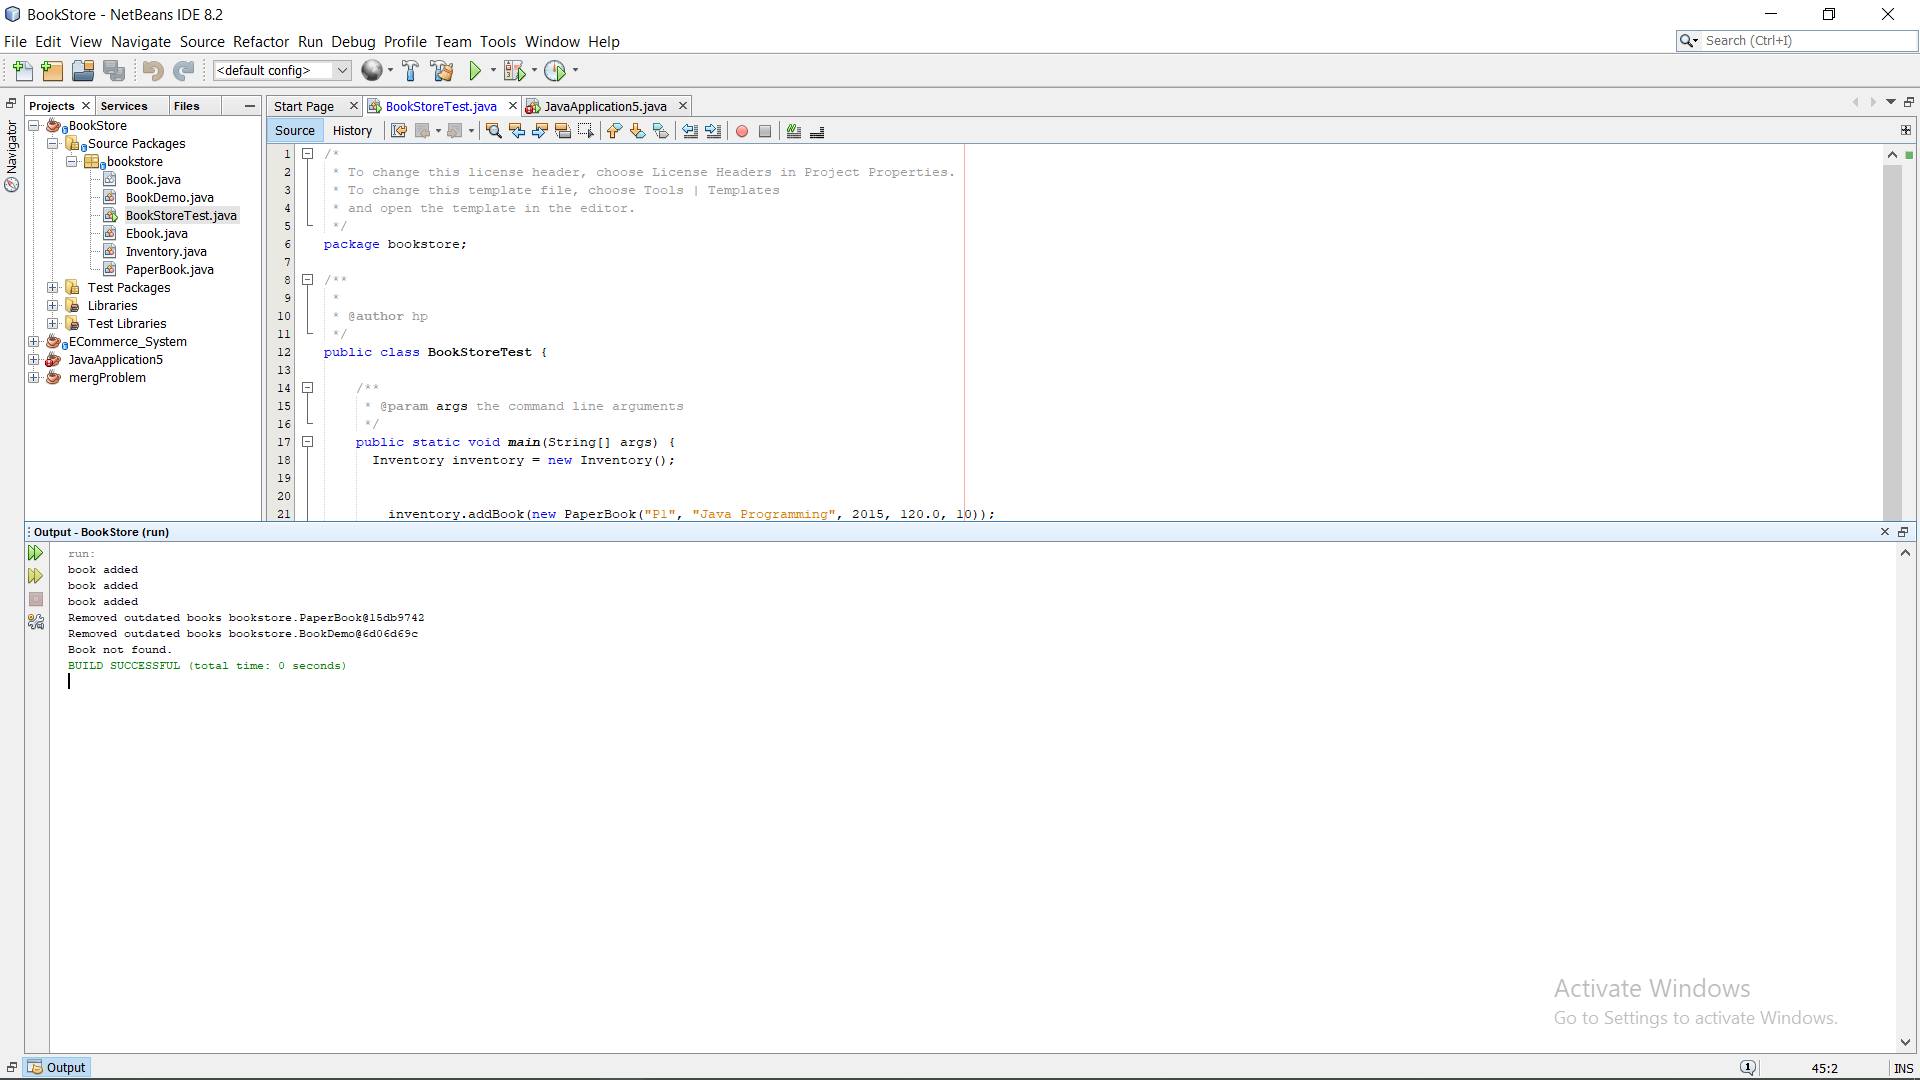 BookStore - NetBeans IDE 8.2
File Edit View Navigate Source Refactor Run Debug Profile Team Tools Window Help
Search (Ctrl+I)
<default config>
Projects Services Files
Start Page BookStoreTest.java JavaApplication5.java
Navigator
Source History
BookStore
Source Packages
bookstore
Book.java
BookDemo.java
BookStoreTest.java
Ebook.java
Inventory.java
PaperBook.java
Test Packages
Libraries
Test Libraries
ECommerce_System
JavaApplication5
mergProblem
1 /*
2 * To change this license header, choose License Headers in Project Properties.
3 * To change this template file, choose Tools | Templates
4 * and open the template in the editor.
5 */
6 package bookstore;
7
8 /**
9 *
10 * @author hp
11 */
12 public class BookStoreTest {
13
14 /**
15 * @param args the command line arguments
16 */
17 public static void main(String[] args) {
18 Inventory inventory = new Inventory();
19
20
21 inventory.addBook(new PaperBook("P1", "Java Programming", 2015, 120.0, 10));
Output - BookStore (run)
run:
book added
book added
book added
Removed outdated books bookstore.PaperBook@15db9742
Removed outdated books bookstore.BookDemo@6d06d69c
Book not found.
BUILD SUCCESSFUL (total time: 0 seconds)
Activate Windows
Go to Settings to activate Windows.
Output
1
45:2
INS